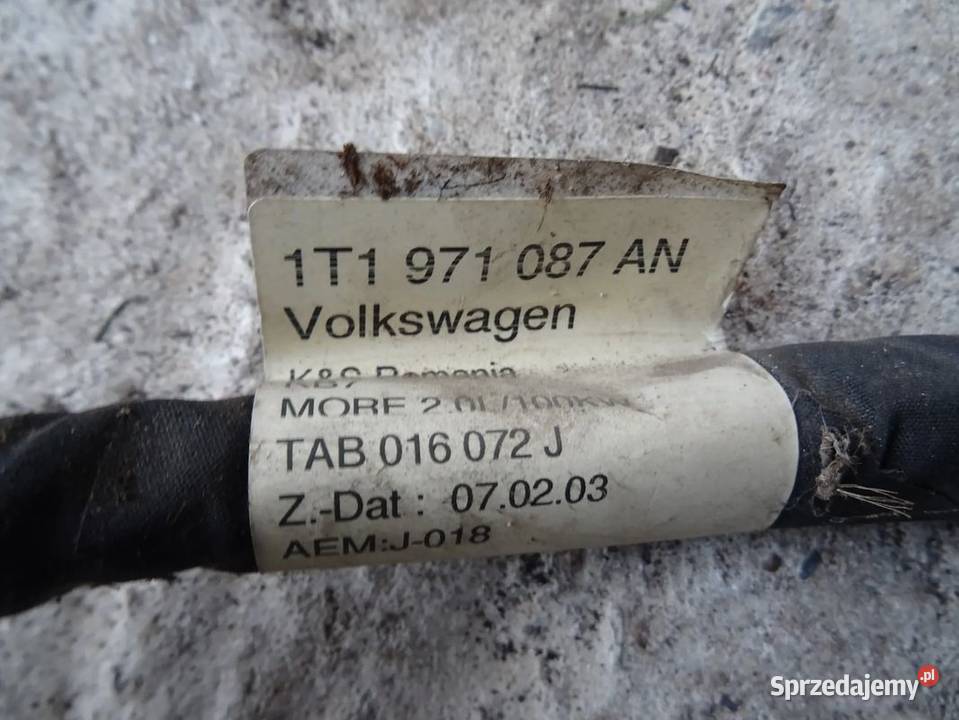 1T1 971 087 AN
Volkswagen
Romania
MORE 2.0L/100KW
TAB 016 072 J
Z.-Dat : 07.02.03
AEM:J-018
Sprzedajemy.pl